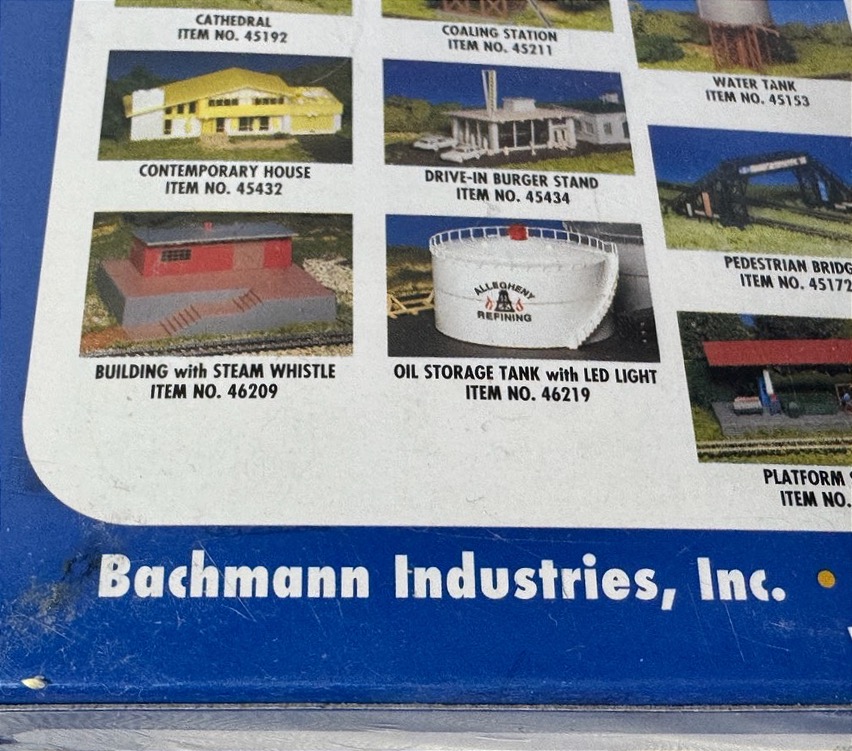 CATHEDRAL
ITEM NO. 45192
COALING STATION
ITEM NO. 45211
WATER TANK
ITEM NO. 45153
CONTEMPORARY HOUSE
ITEM NO. 45432
DRIVE-IN BURGER STAND
ITEM NO. 45434
PEDESTRIAN BRIDG
ITEM NO. 45172
ALLEGHENY
REFINING
BUILDING with STEAM WHISTLE
ITEM NO. 46209
OIL STORAGE TANK with LED LIGHT
ITEM NO. 46219
PLATFORM
ITEM NO.
Bachmann Industries, Inc. •